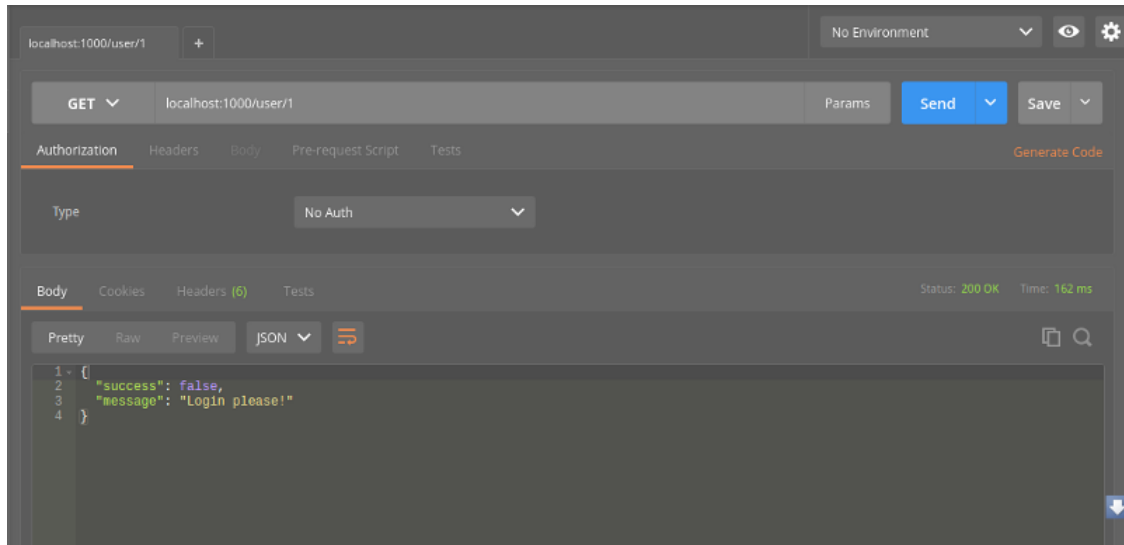 localhost:1000/user/1 +
No Environment
GET localhost:1000/user/1 Params Send Save
Authorization Headers Body Pre-request Script Tests Generate Code
Type No Auth
Body Cookies Headers (6) Tests Status: 200 OK Time: 162 ms
Pretty Raw Preview JSON
1 {
2 "success": false,
3 "message": "Login please!"
4 }